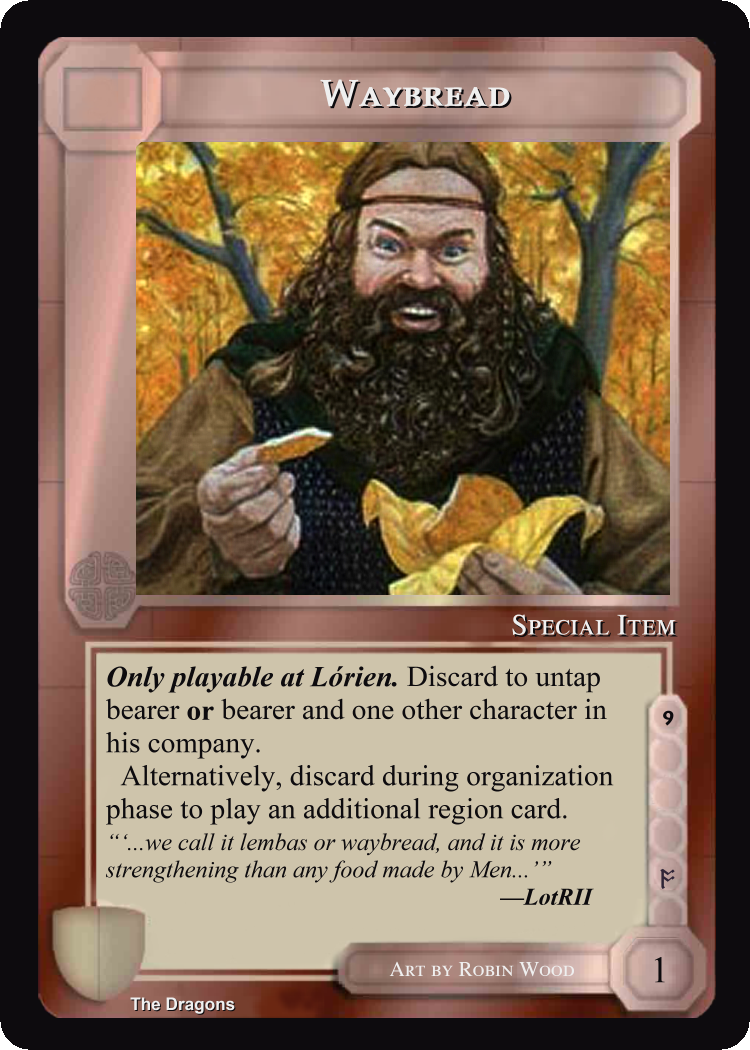 WAYBREAD
SPECIAL ITEM
Only playable at Lórien. Discard to untap
bearer or bearer and one other character in
his company.
Alternatively, discard during organization
phase to play an additional region card.
“‘...we call it lembas or waybread, and it is more
strengthening than any food made by Men...’”
—LotRII
9
ART BY ROBIN WOOD
1
The Dragons